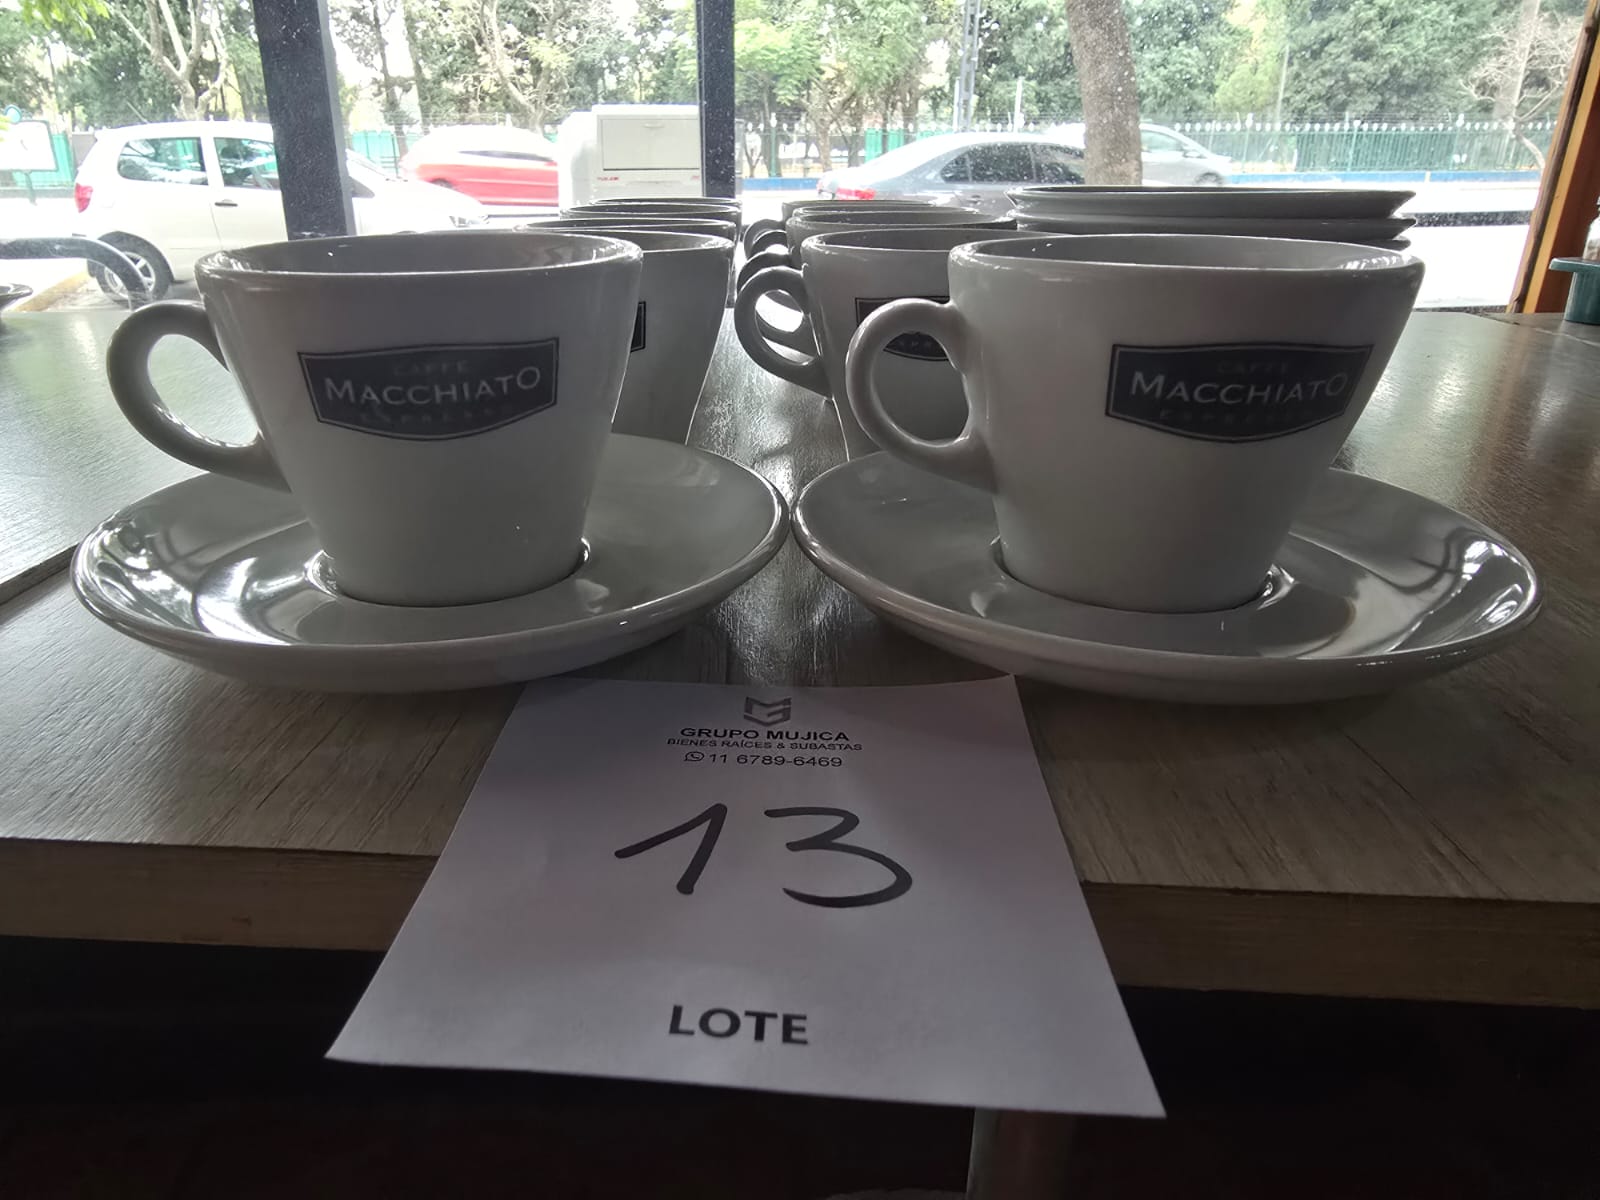 CAFFE
MACCHIATO
ESPRESSO
CAFFE
MACCHIATO
ESPRESSO
GRUPO MUJICA
BIENES RAÍCES & SUBASTAS
11 6789-6469
13
LOTE